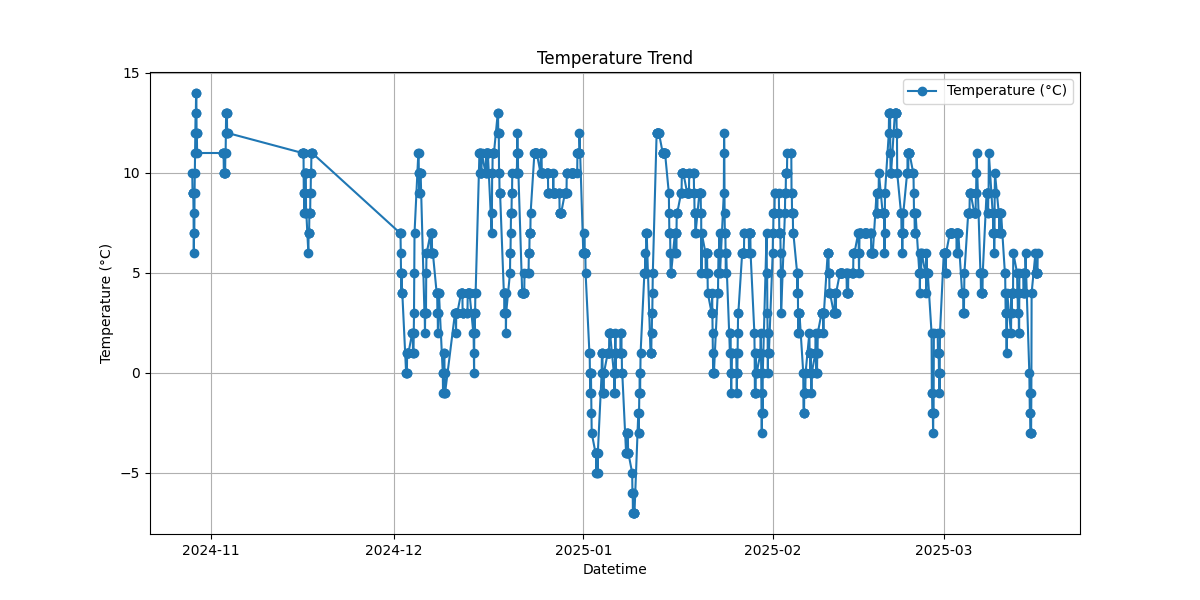 Temperature Trend
Temperature (°C)
15
10
5
0
−5
Temperature (°C)
2024-11
2024-12
2025-01
2025-02
2025-03
Datetime